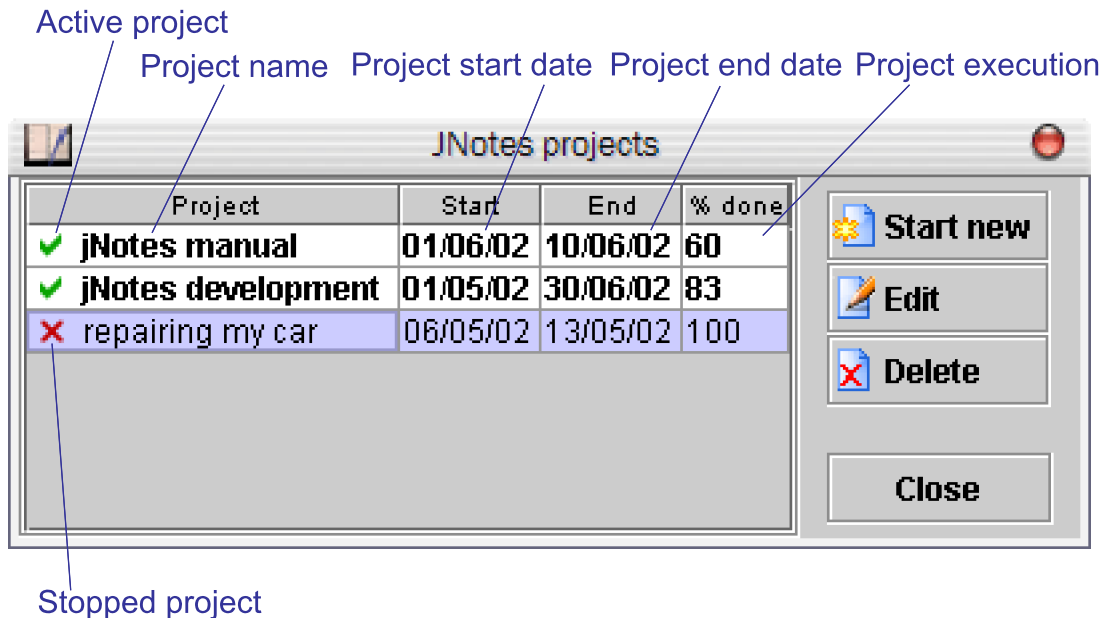 Active project
Project name Project start date Project end date Project execution
JNotes projects
Project Start End % done
jNotes manual 01/06/02 10/06/02 60
jNotes development 01/05/02 30/06/02 83
repairing my car 06/05/02 13/05/02 100
Start new
Edit
Delete
Close
Stopped project